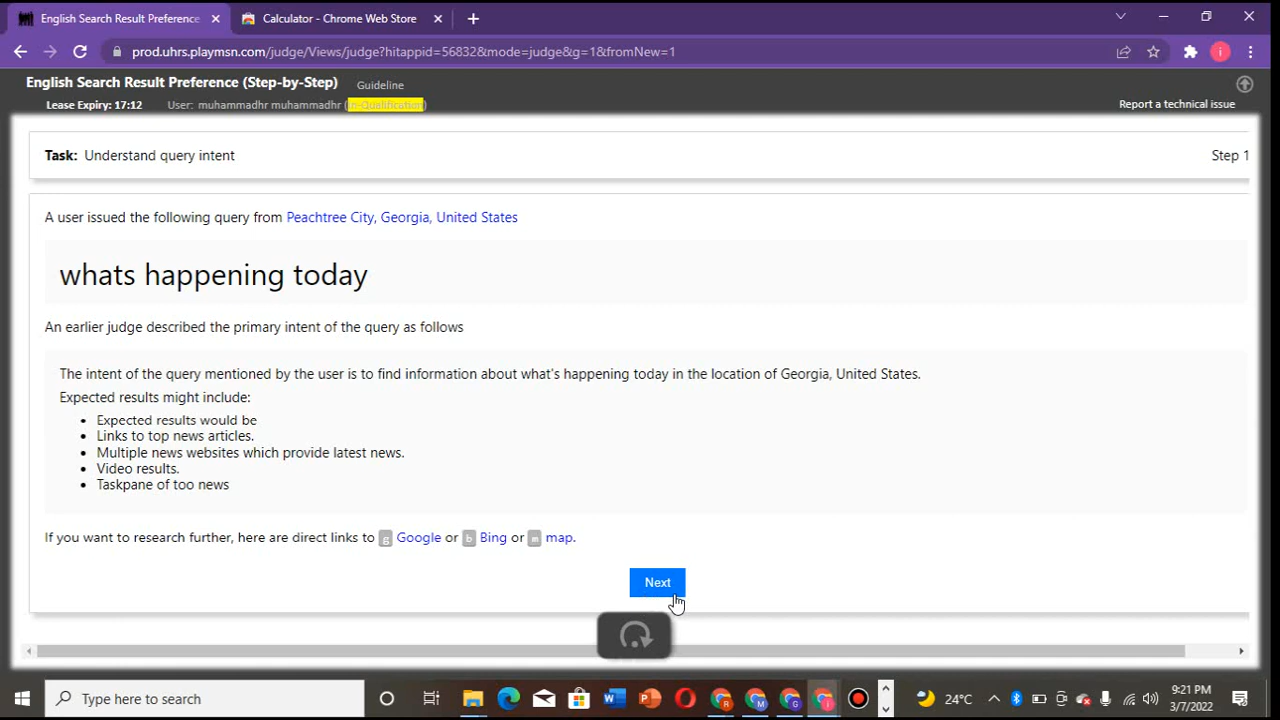 English Search Result Preference
Calculator - Chrome Web Store
prod.uhrs.playmsn.com/judge/Views/judge?hitappid=56832&mode=judge&g=1&fromNew=1
English Search Result Preference (Step-by-Step) Guideline
Lease Expiry: 17:12 User: muhammadhr muhammadhr (In-Qualification)
Report a technical issue
Task: Understand query intent
Step 1
A user issued the following query from Peachtree City, Georgia, United States
whats happening today
An earlier judge described the primary intent of the query as follows
The intent of the query mentioned by the user is to find information about what's happening today in the location of Georgia, United States.
Expected results might include:
• Expected results would be
• Links to top news articles.
• Multiple news websites which provide latest news.
• Video results.
• Taskpane of too news
If you want to research further, here are direct links to g Google or b Bing or m map.
Next
Type here to search
24°C
9:21 PM
3/7/2022